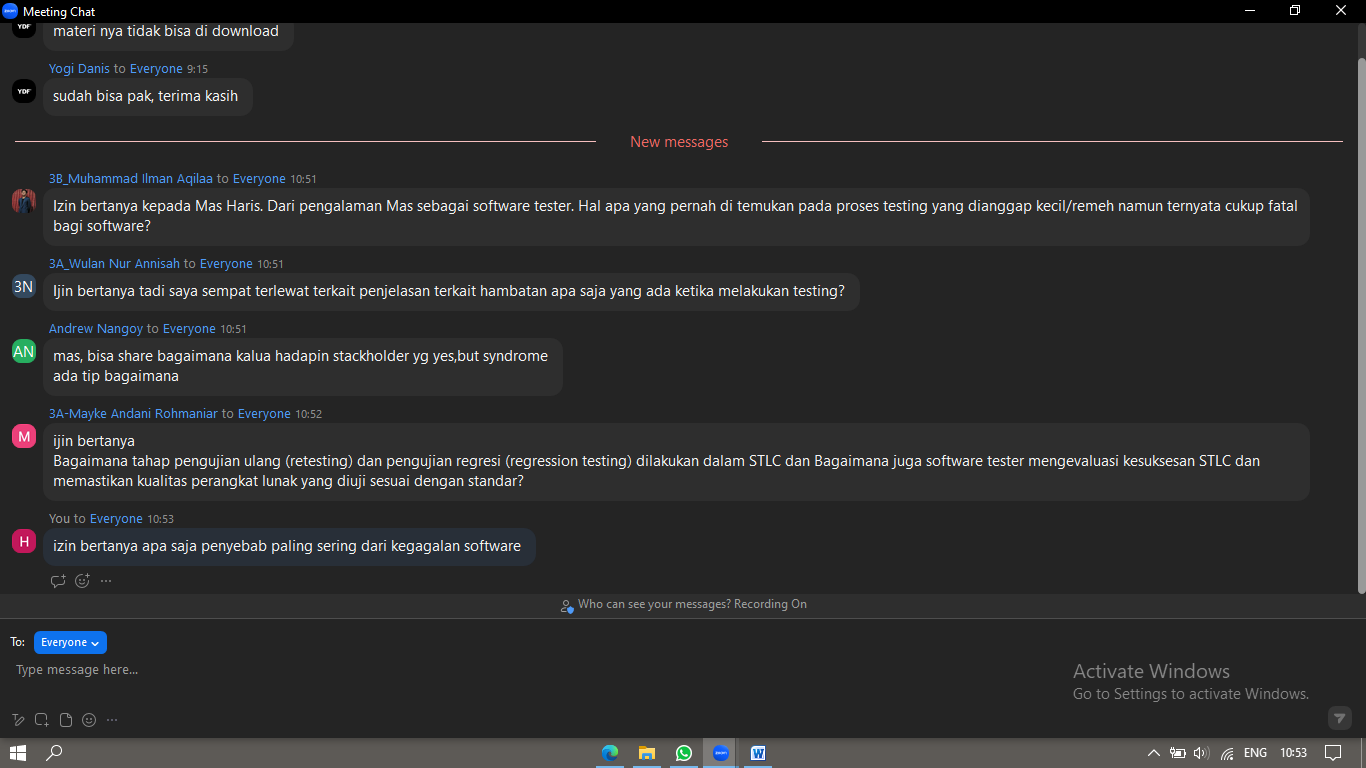 Meeting Chat
YDF
materi nya tidak bisa di download
Yogi Danis to Everyone 9:15
YDF
sudah bisa pak, terima kasih
New messages
3B_Muhammad Ilman Aqilaa to Everyone 10:51
Izin bertanya kepada Mas Haris. Dari pengalaman Mas sebagai software tester. Hal apa yang pernah di temukan pada proses testing yang dianggap kecil/remeh namun ternyata cukup fatal
bagi software?
3A_Wulan Nur Annisah to Everyone 10:51
3N
Ijin bertanya tadi saya sempat terlewat terkait penjelasan terkait hambatan apa saja yang ada ketika melakukan testing?
Andrew Nangoy to Everyone 10:51
AN
mas, bisa share bagaimana kalua hadapin stackholder yg yes,but syndrome
ada tip bagaimana
3A-Mayke Andani Rohmaniar to Everyone 10:52
M
ijin bertanya
Bagaimana tahap pengujian ulang (retesting) dan pengujian regresi (regression testing) dilakukan dalam STLC dan Bagaimana juga software tester mengevaluasi kesuksesan STLC dan
memastikan kualitas perangkat lunak yang diuji sesuai dengan standar?
You to Everyone 10:53
H
izin bertanya apa saja penyebab paling sering dari kegagalan software
Who can see your messages? Recording On
To: Everyone
Type message here...
Activate Windows
Go to Settings to activate Windows.
ENG 10:53